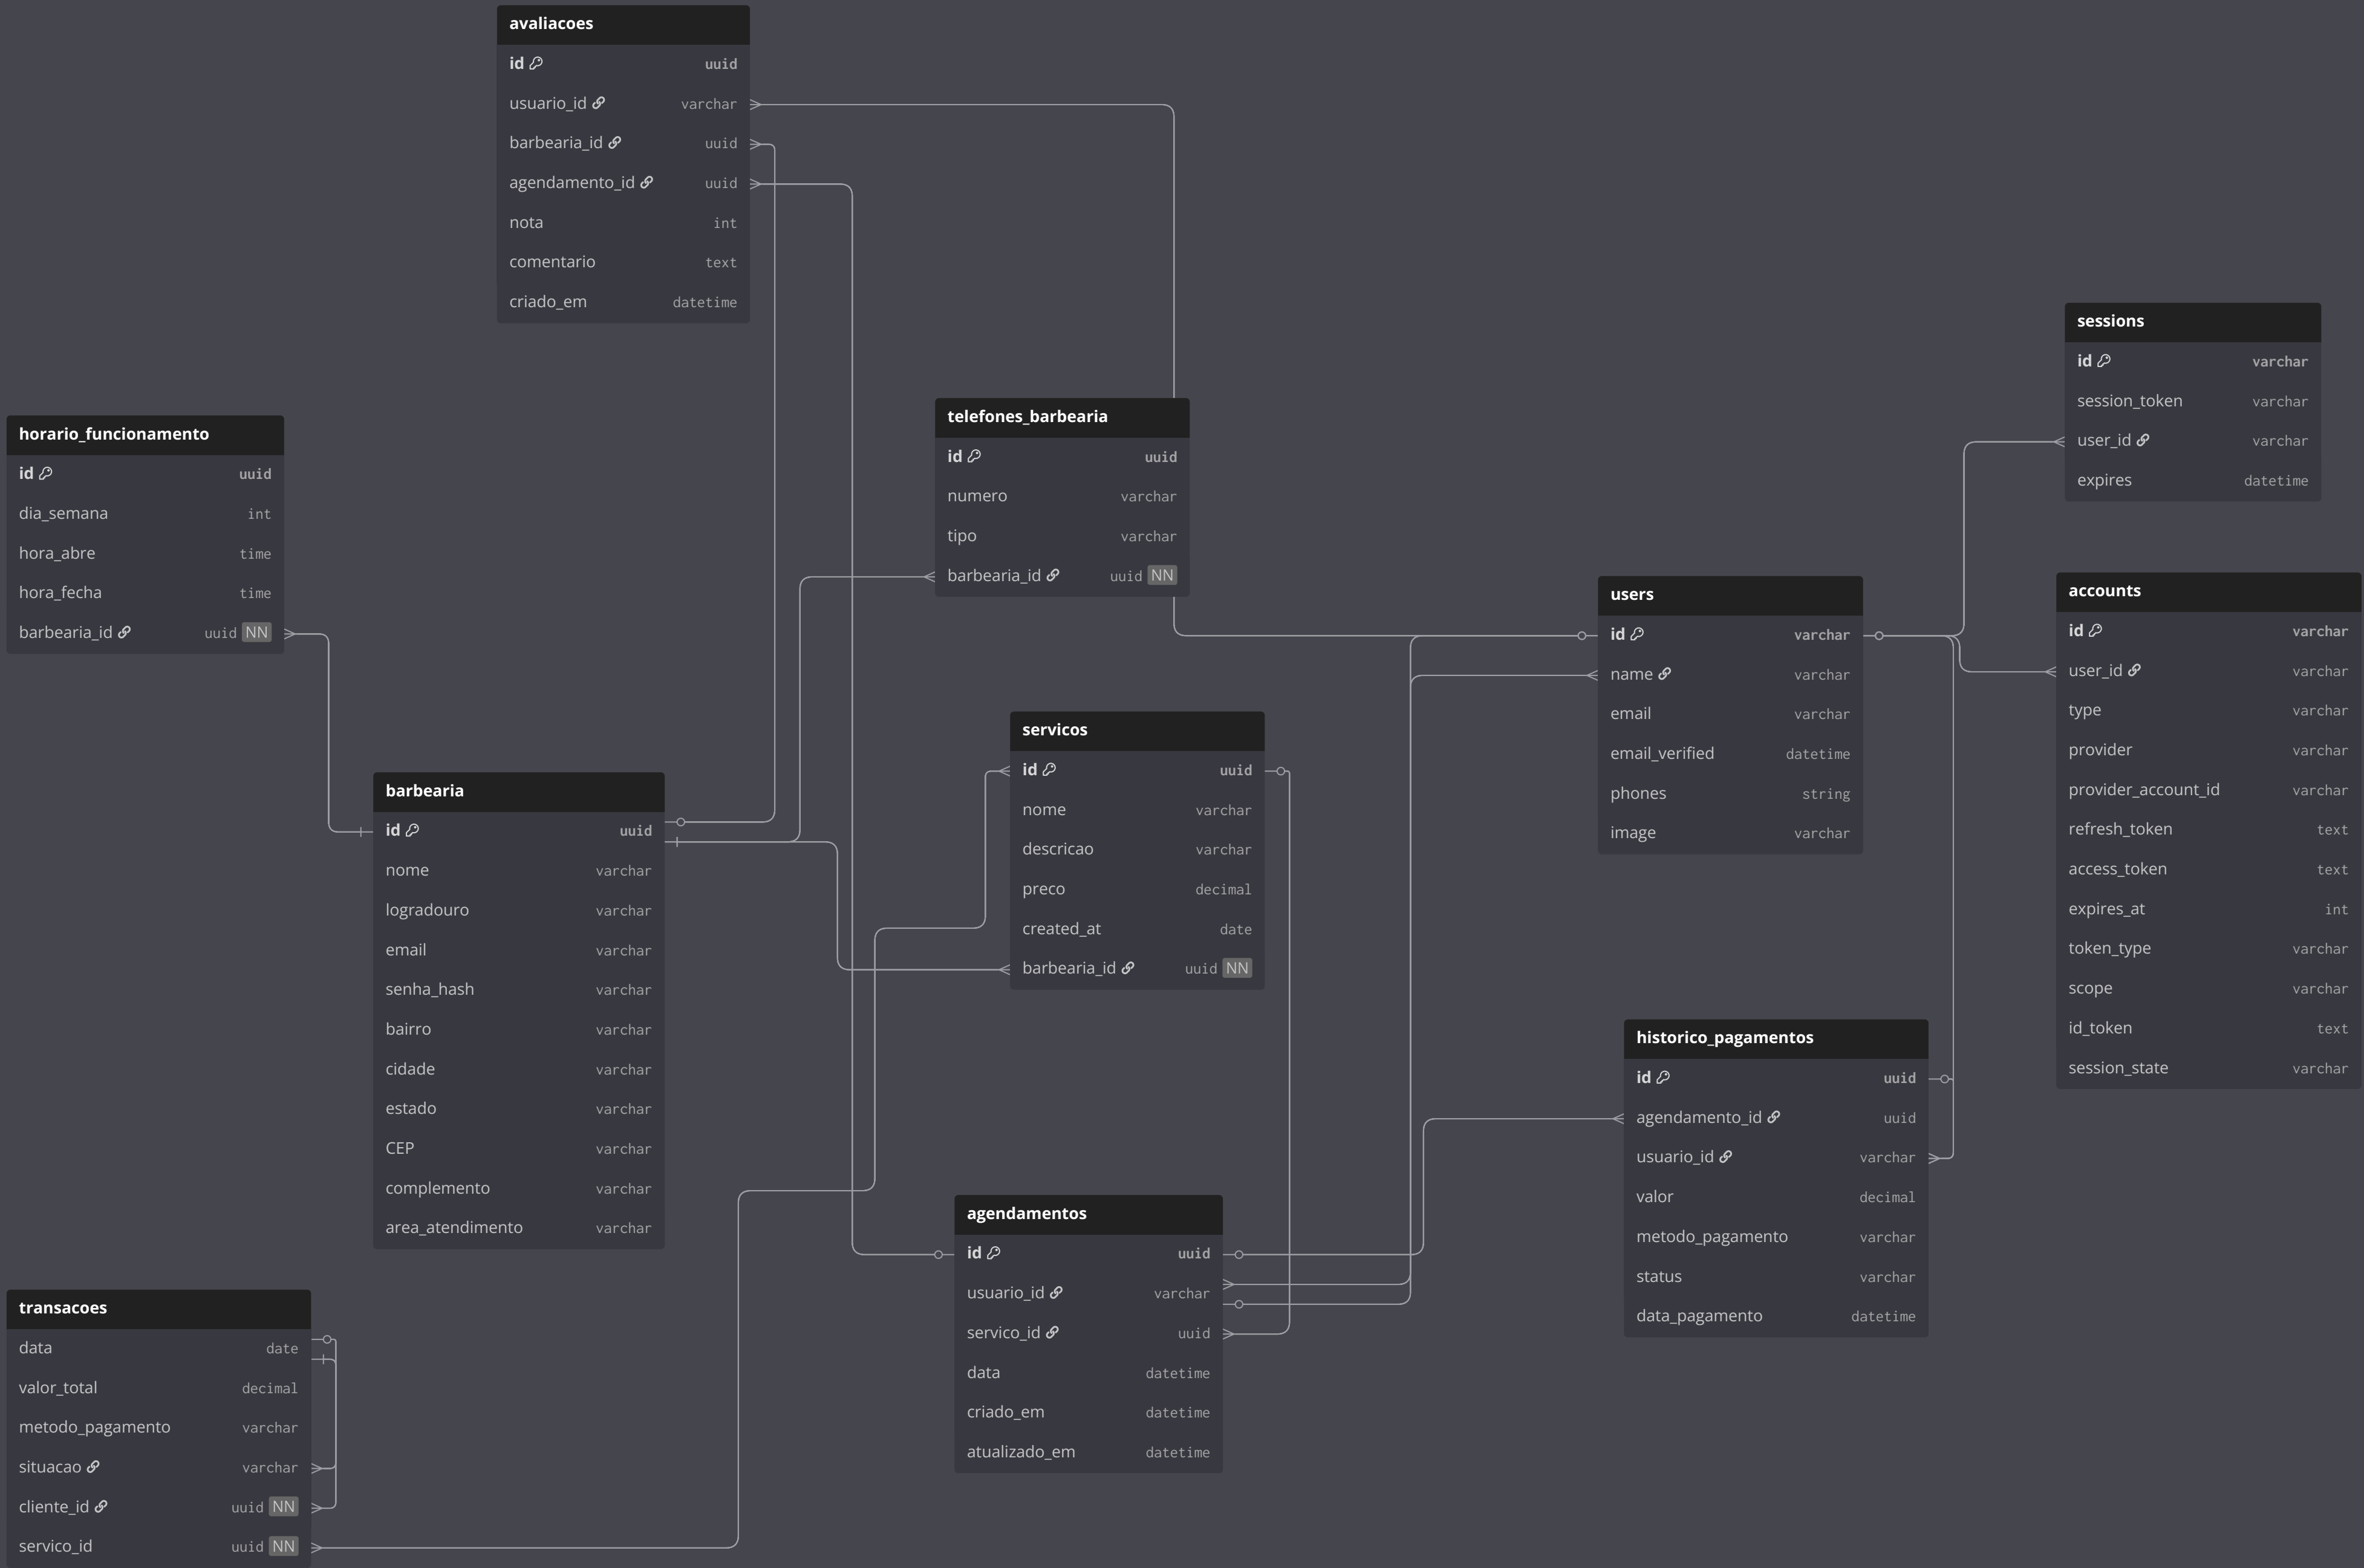 avaliacoes
id uuid
usuario_id varchar
barbearia_id uuid
agendamento_id uuid
nota int
comentario text
criado_em datetime
sessions
id varchar
session_token varchar
user_id varchar
expires datetime
horario_funcionamento
id uuid
dia_semana int
hora_abre time
hora_fecha time
barbearia_id uuid NN
telefones_barbearia
id uuid
numero varchar
tipo varchar
barbearia_id uuid NN
users
id varchar
name varchar
email varchar
email_verified datetime
phones string
image varchar
accounts
id varchar
user_id varchar
type varchar
provider varchar
provider_account_id varchar
refresh_token text
access_token text
expires_at int
token_type varchar
scope varchar
id_token text
session_state varchar
servicos
id uuid
nome varchar
descricao varchar
preco decimal
created_at date
barbearia_id uuid NN
barbearia
id uuid
nome varchar
logradouro varchar
email varchar
senha_hash varchar
bairro varchar
cidade varchar
estado varchar
CEP varchar
complemento varchar
area_atendimento varchar
historico_pagamentos
id uuid
agendamento_id uuid
usuario_id varchar
valor decimal
metodo_pagamento varchar
status varchar
data_pagamento datetime
agendamentos
id uuid
usuario_id varchar
servico_id uuid
data datetime
criado_em datetime
atualizado_em datetime
transacoes
data date
valor_total decimal
metodo_pagamento varchar
situacao varchar
cliente_id uuid NN
servico_id uuid NN